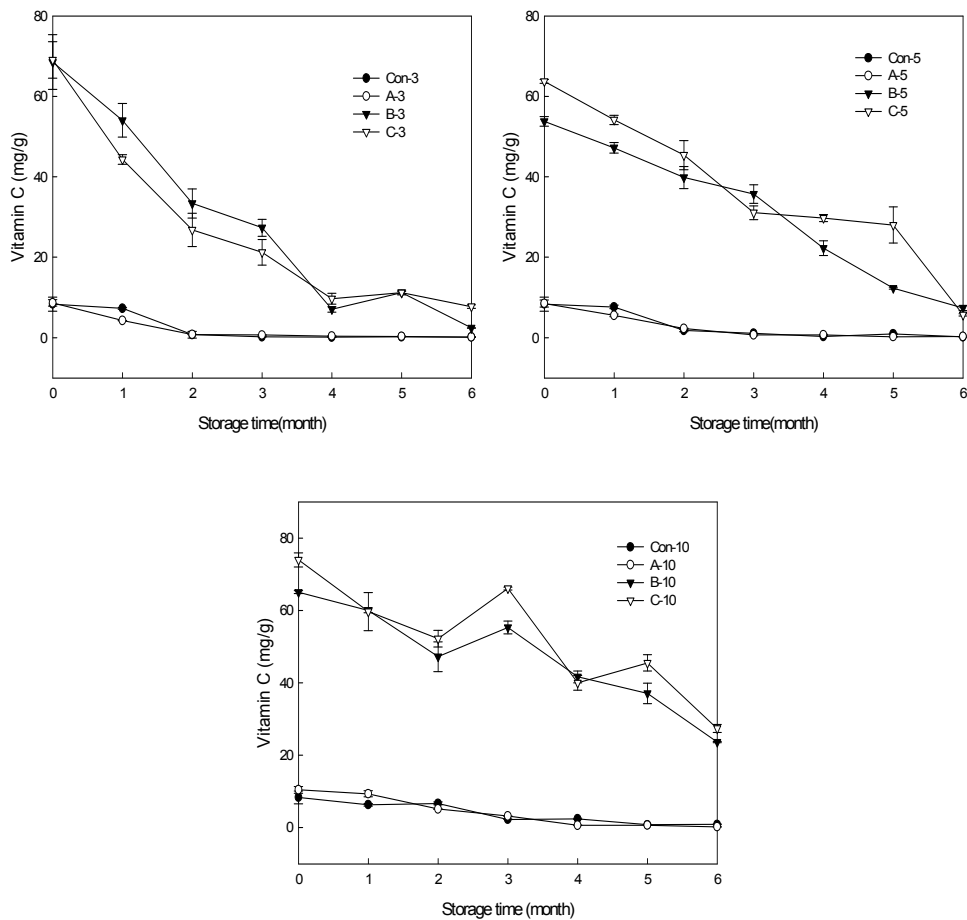 80
60
40
20
0
Vitamin C (mg/g)
Con-3
A-3
B-3
C-3
0 1 2 3 4 5 6
Storage time(month)
80
60
40
20
0
Vitamin C (mg/g)
Con-5
A-5
B-5
C-5
0 1 2 3 4 5 6
Storage time(month)
80
60
40
20
0
Vitamin C (mg/g)
Con-10
A-10
B-10
C-10
0 1 2 3 4 5 6
Storage time (month)